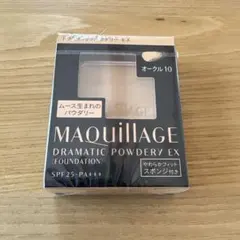 オークル10
ムース生まれの
パウダリー
MAQuillAGE
DRAMATIC POWDERY EX
FOUNDATION
SPF25・PA+++
やわらかフィット
スポンジ付き